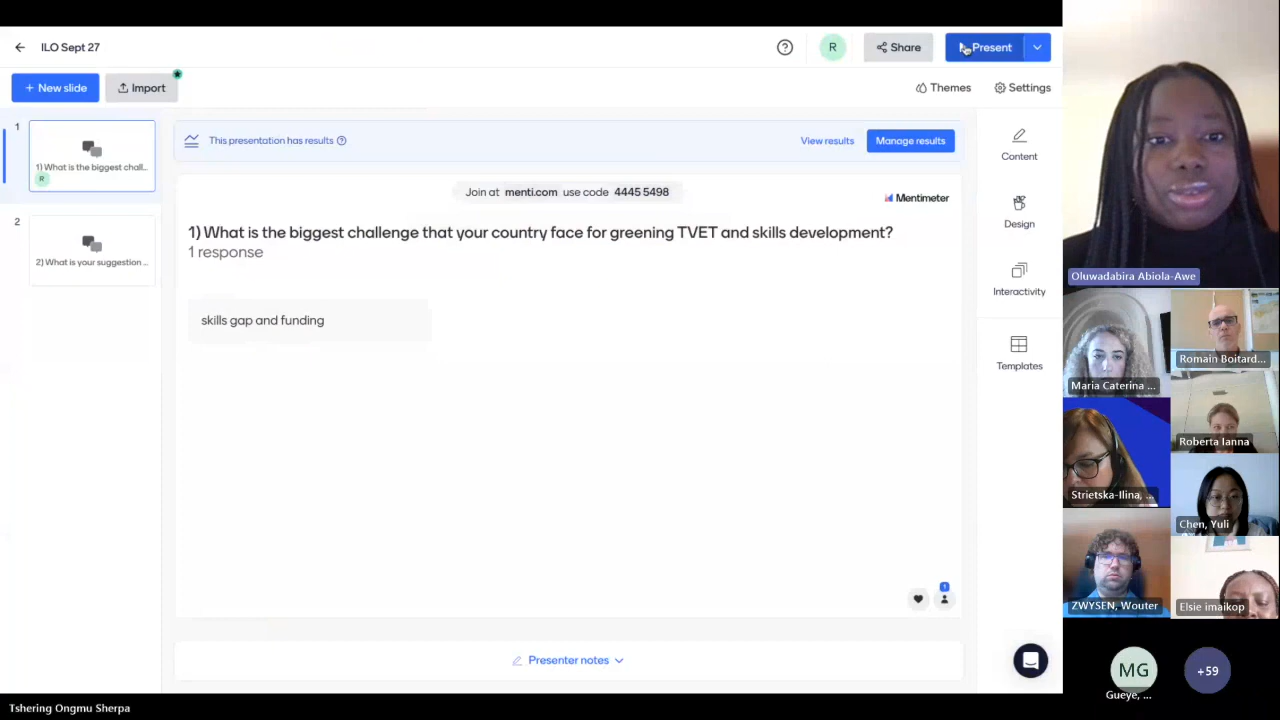 ILO Sept 27
R
Share
Present
+ New slide
Import
Themes
Settings
1
1) What is the biggest chall...
R
2
2) What is your suggestion ...
This presentation has results
View results
Manage results
Join at menti.com use code 4445 5498
Mentimeter
1) What is the biggest challenge that your country face for greening TVET and skills development?
1 response
skills gap and funding
1
Presenter notes
Content
Design
Interactivity
Templates
Oluwadabira Abiola-Awe
Maria Caterina ...
Romain Boitard...
Roberta Ianna
Strietska-Ilina, ...
Chen, Yuli
ZWYSEN, Wouter
Elsie imaikop
MG
+59
Gueye, ...
Tshering Ongmu Sherpa